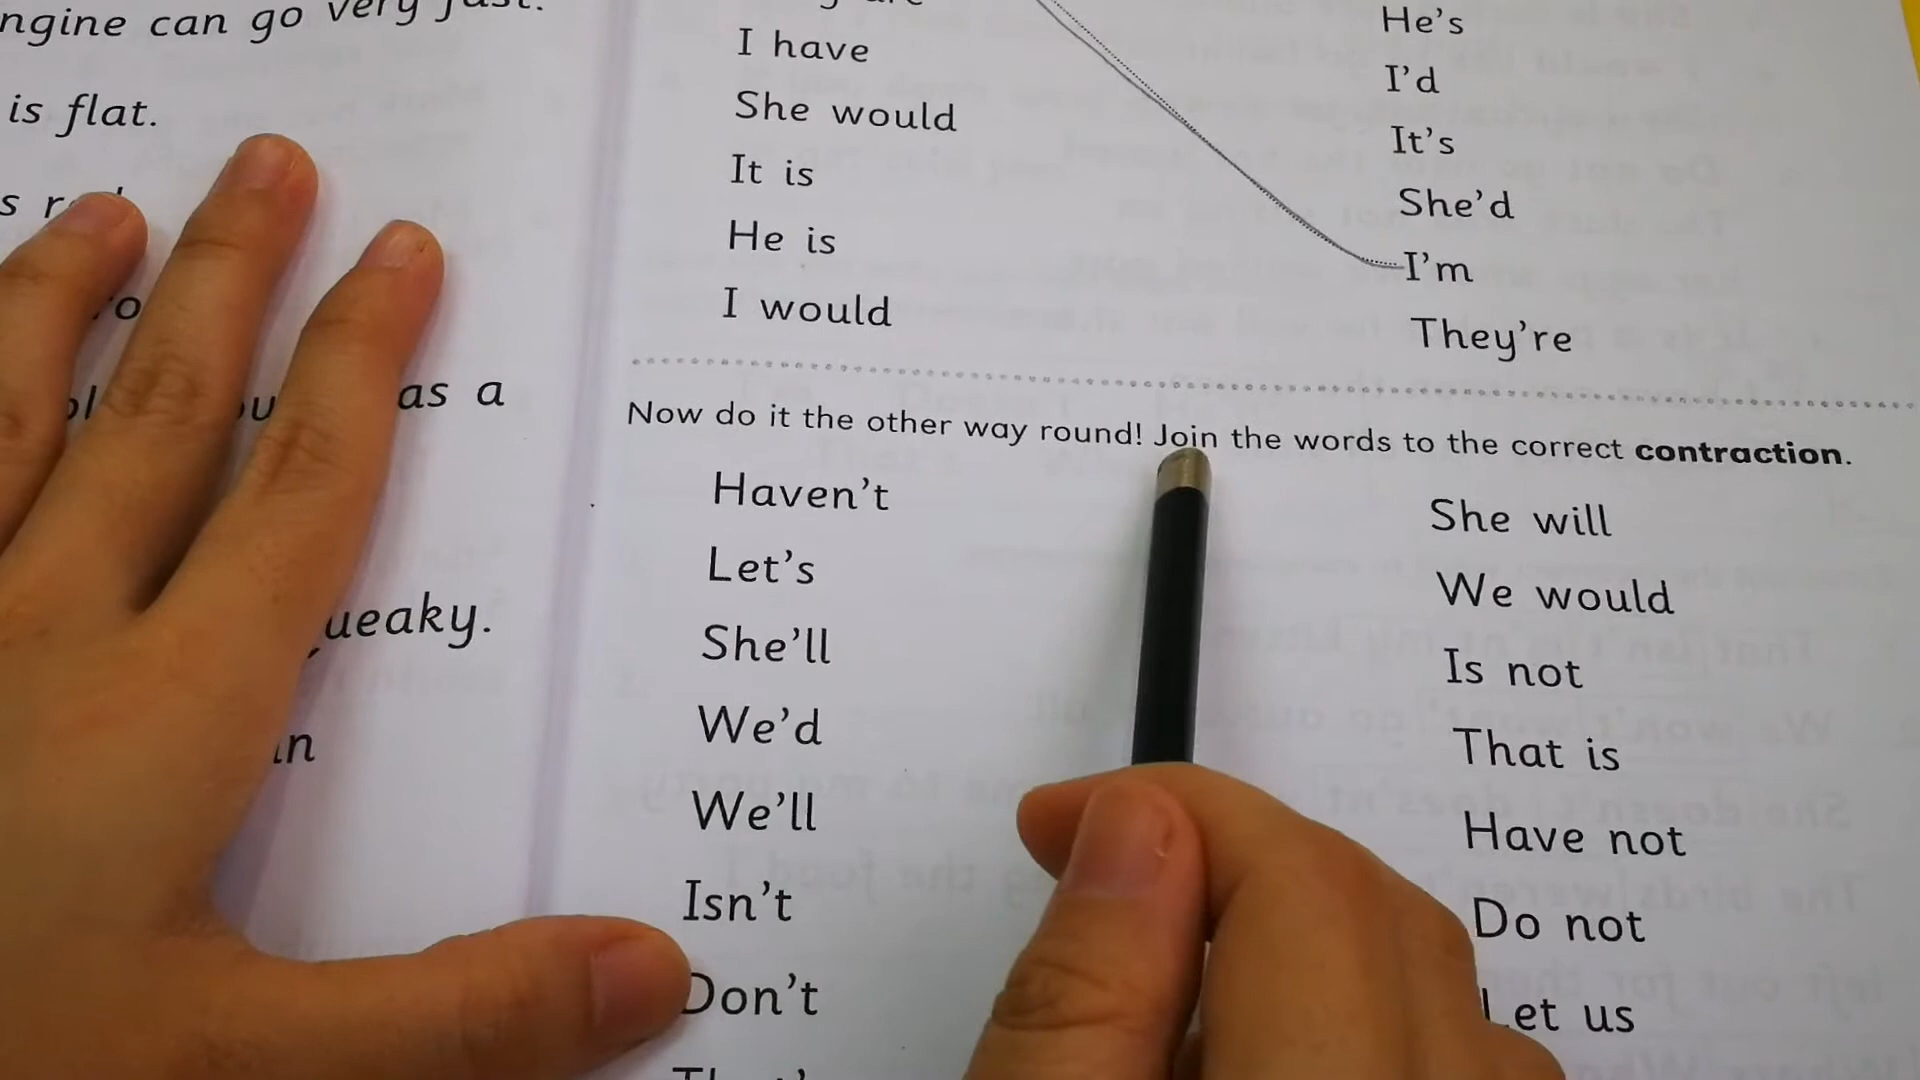 can go very
is flat.
as a
ueaky.
I have
She would
It is
He is
I would
He's
I'd
It's
She'd
I'm
They're
Now do it the other way round! Join the words to the correct contraction.
Haven't
Let's
She'll
We'd
We'll
Isn't
Don't
She will
We would
Is not
That is
Have not
Do not
Let us